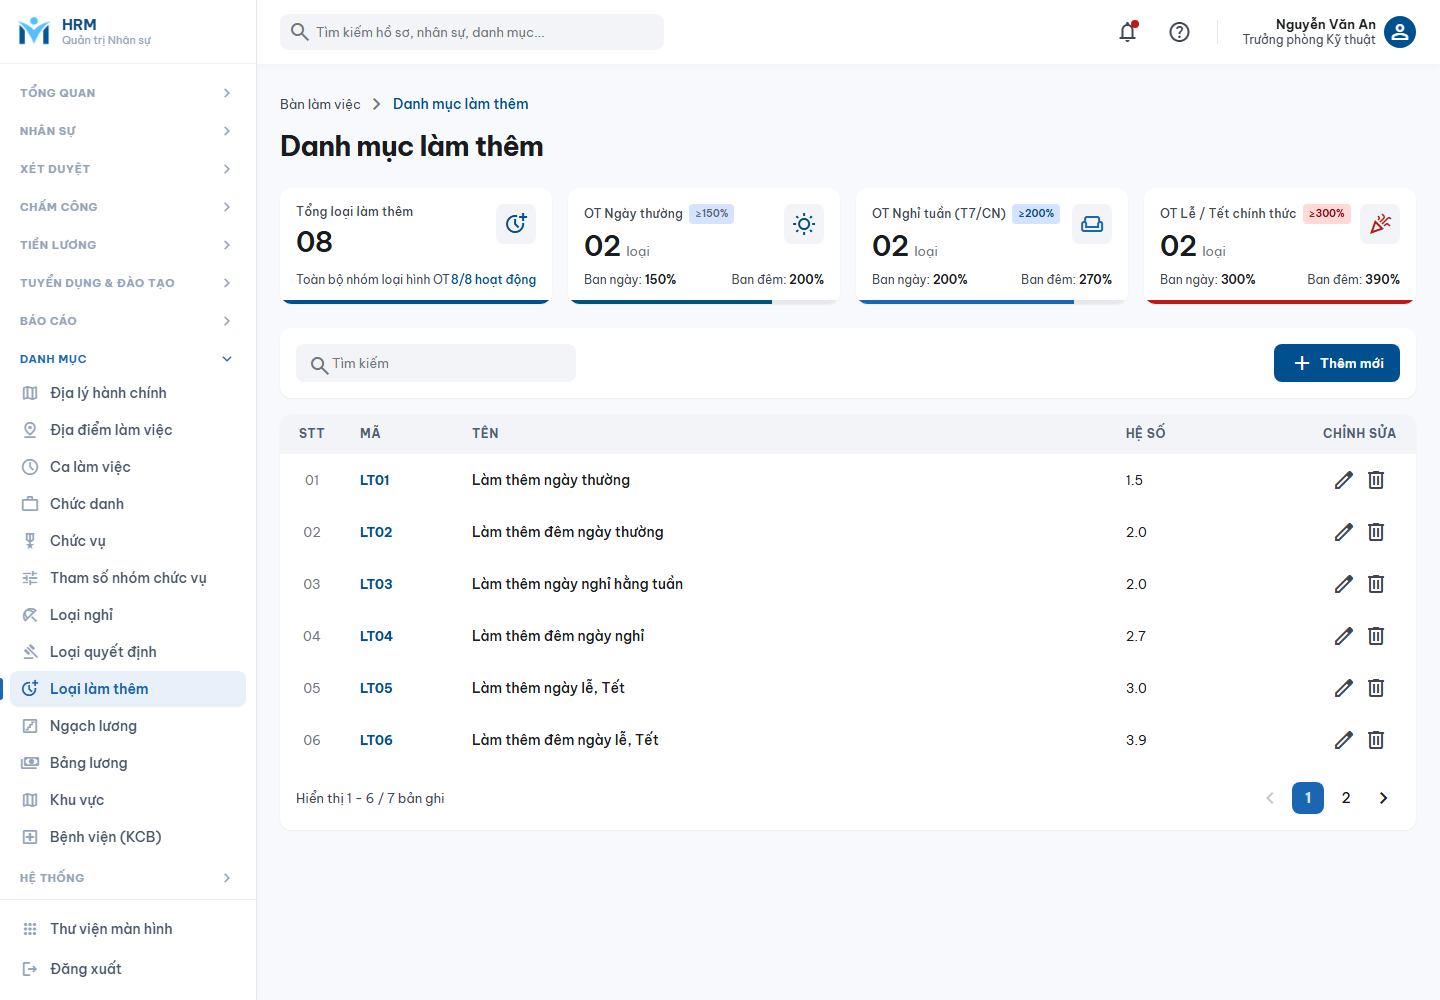 HRM
Quản trị Nhân sự
TỔNG QUAN
NHÂN SỰ
XÉT DUYỆT
CHẤM CÔNG
TIỀN LƯƠNG
TUYỂN DỤNG & ĐÀO TẠO
BÁO CÁO
DANH MỤC
Địa lý hành chính
Địa điểm làm việc
Ca làm việc
Chức danh
Chức vụ
Tham số nhóm chức vụ
Loại nghỉ
Loại quyết định
Loại làm thêm
Ngạch lương
Bảng lương
Khu vực
Bệnh viện (KCB)
HỆ THỐNG
Thư viện màn hình
Đăng xuất
Tìm kiếm hồ sơ, nhân sự, danh mục...
Nguyễn Văn An
Trưởng phòng Kỹ thuật
Bàn làm việc Danh mục làm thêm
Danh mục làm thêm
Tổng loại làm thêm
08
Toàn bộ nhóm loại hình OT 8/8 hoạt động
OT Ngày thường ≥150%
02 loại
Ban ngày: 150% Ban đêm: 200%
OT Nghỉ tuần (T7/CN) ≥200%
02 loại
Ban ngày: 200% Ban đêm: 270%
OT Lễ / Tết chính thức ≥300%
02 loại
Ban ngày: 300% Ban đêm: 390%
Tìm kiếm
Thêm mới
STT MÃ TÊN HỆ SỐ CHỈNH SỬA
01 LT01 Làm thêm ngày thường 1.5
02 LT02 Làm thêm đêm ngày thường 2.0
03 LT03 Làm thêm ngày nghỉ hằng tuần 2.0
04 LT04 Làm thêm đêm ngày nghỉ 2.7
05 LT05 Làm thêm ngày lễ, Tết 3.0
06 LT06 Làm thêm đêm ngày lễ, Tết 3.9
Hiển thị 1 - 6 / 7 bản ghi
1 2